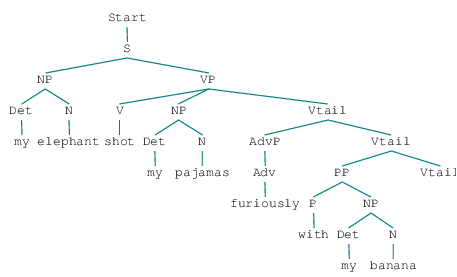 Start
S
NP VP
Det N V NP Vtail
my elephant shot Det N AdvP Vtail
my pajamas Adv PP Vtail
furiously P NP
with Det N
my banana